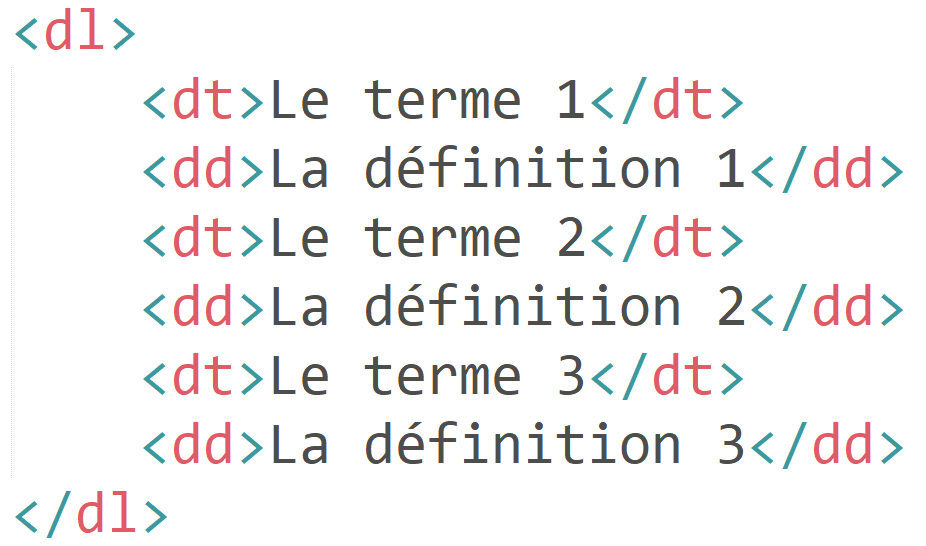 <dl>
    <dt>Le terme 1</dt>
    <dd>La définition 1</dd>
    <dt>Le terme 2</dt>
    <dd>La définition 2</dd>
    <dt>Le terme 3</dt>
    <dd>La définition 3</dd>
</dl>